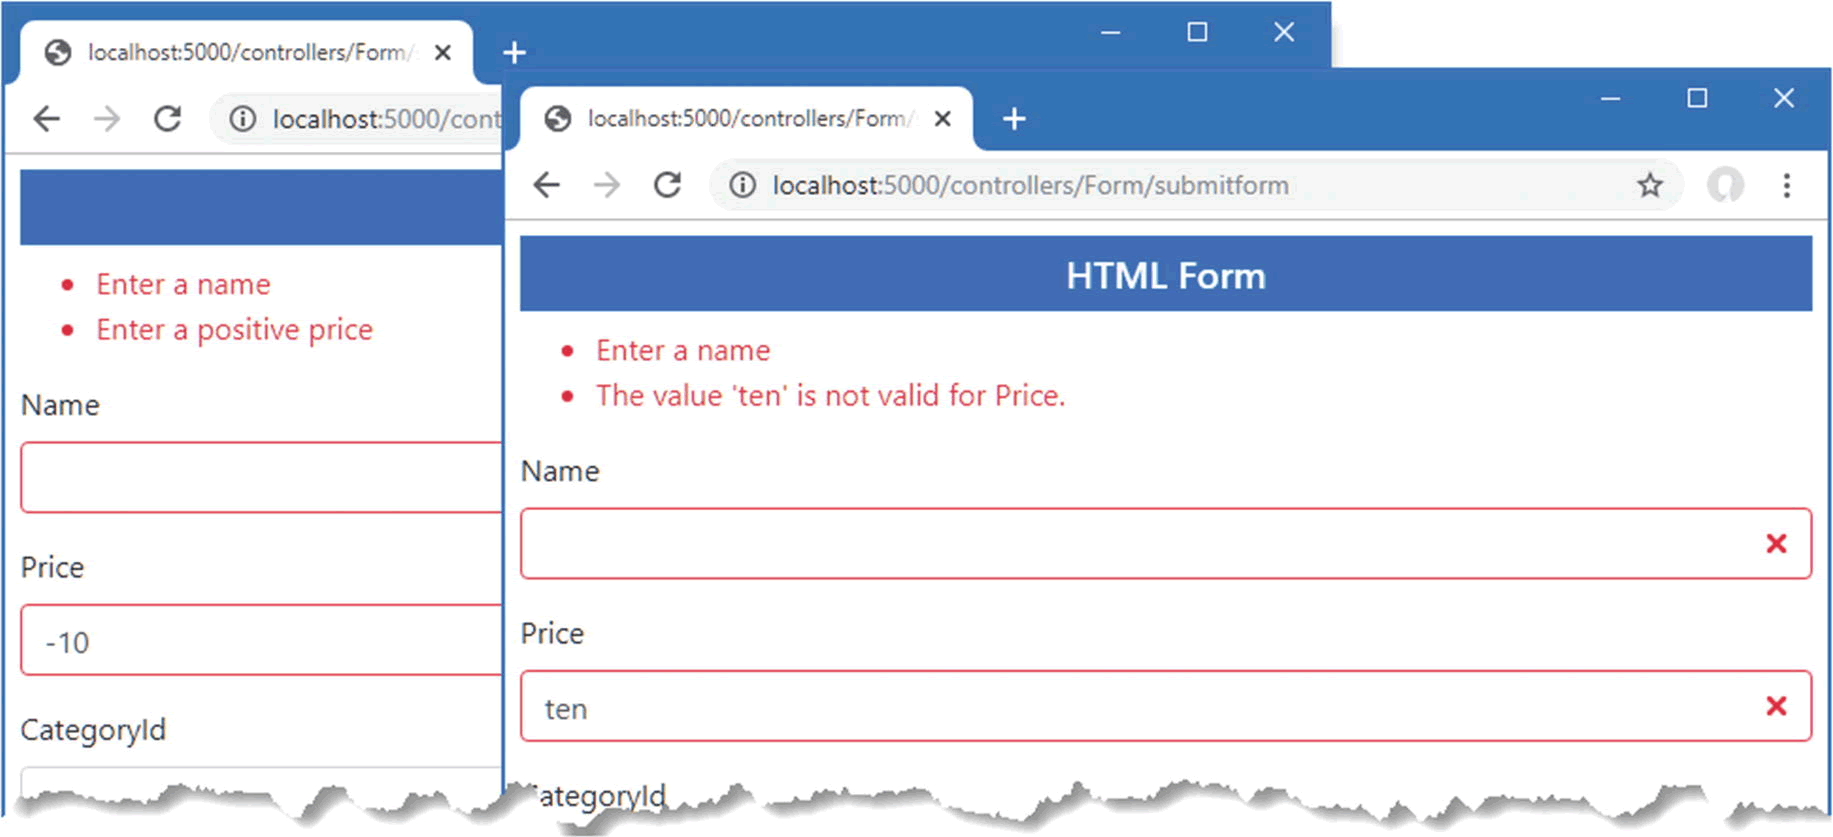 localhost:5000/controllers/Form/
localhost:5000/cont
Enter a name
Enter a positive price
Name
Price
-10
CategoryId
localhost:5000/controllers/Form/
localhost:5000/controllers/Form/submitform
HTML Form
Enter a name
The value 'ten' is not valid for Price.
Name
Price
ten
ategoryId